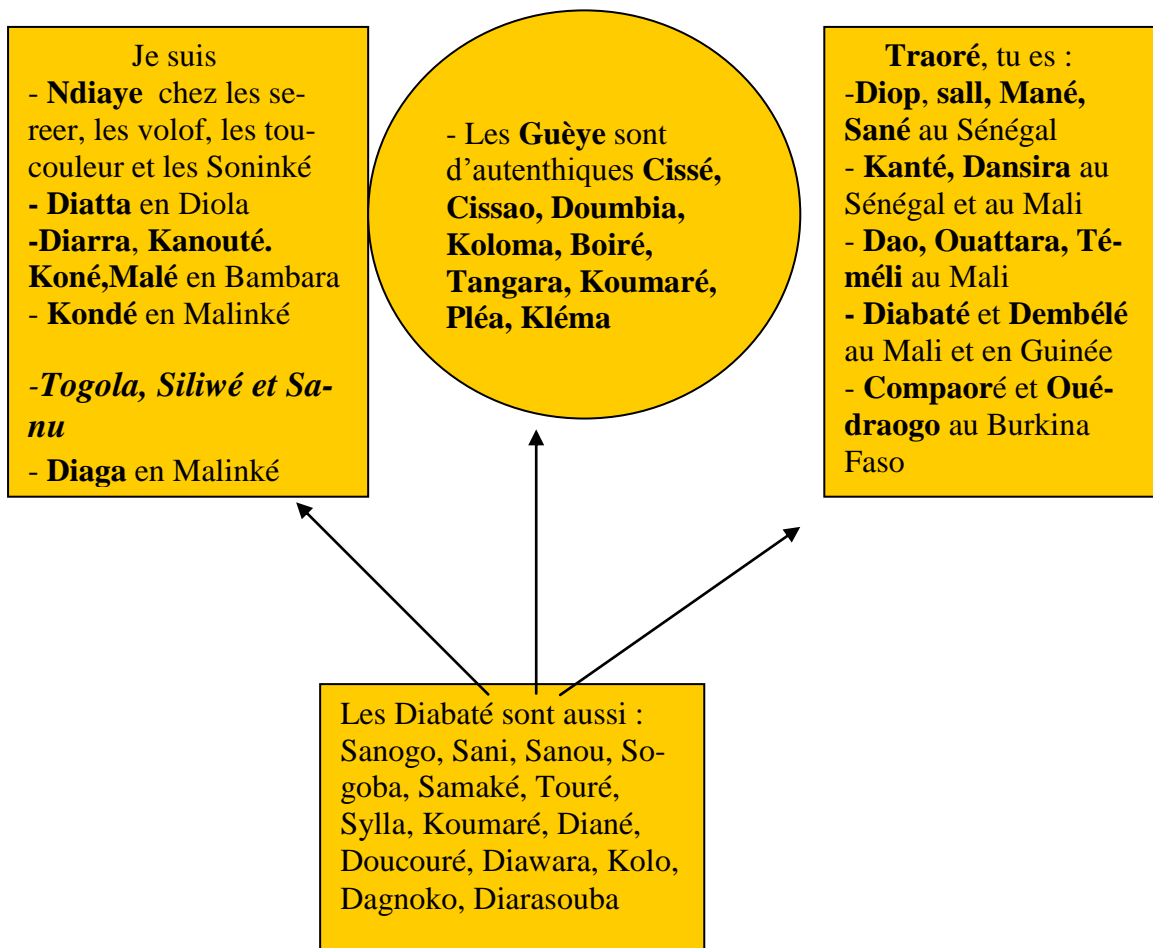 Je suis
- Ndiaye chez les se-
reer, les volof, les tou-
couleur et les Soninké
- Diatta en Diola
-Diarra, Kanouté.
Koné,Malé en Bambara
- Kondé en Malinké
-Togola, Siliwé et Sa-
nu
- Diaga en Malinké
- Les Guèye sont
d’autenthiques Cissé,
Cissao, Doumbia,
Koloma, Boiré,
Tangara, Koumaré,
Pléa, Kléma
Traoré, tu es :
-Diop, sall, Mané,
Sané au Sénégal
- Kanté, Dansira au
Sénégal et au Mali
- Dao, Ouattara, Té-
méli au Mali
- Diabaté et Dembélé
au Mali et en Guinée
- Compaoré et Oué-
draogo au Burkina
Faso
Les Diabaté sont aussi :
Sanogo, Sani, Sanou, So-
goba, Samaké, Touré,
Sylla, Koumaré, Diané,
Doucouré, Diawara, Kolo,
Dagnoko, Diarasouba